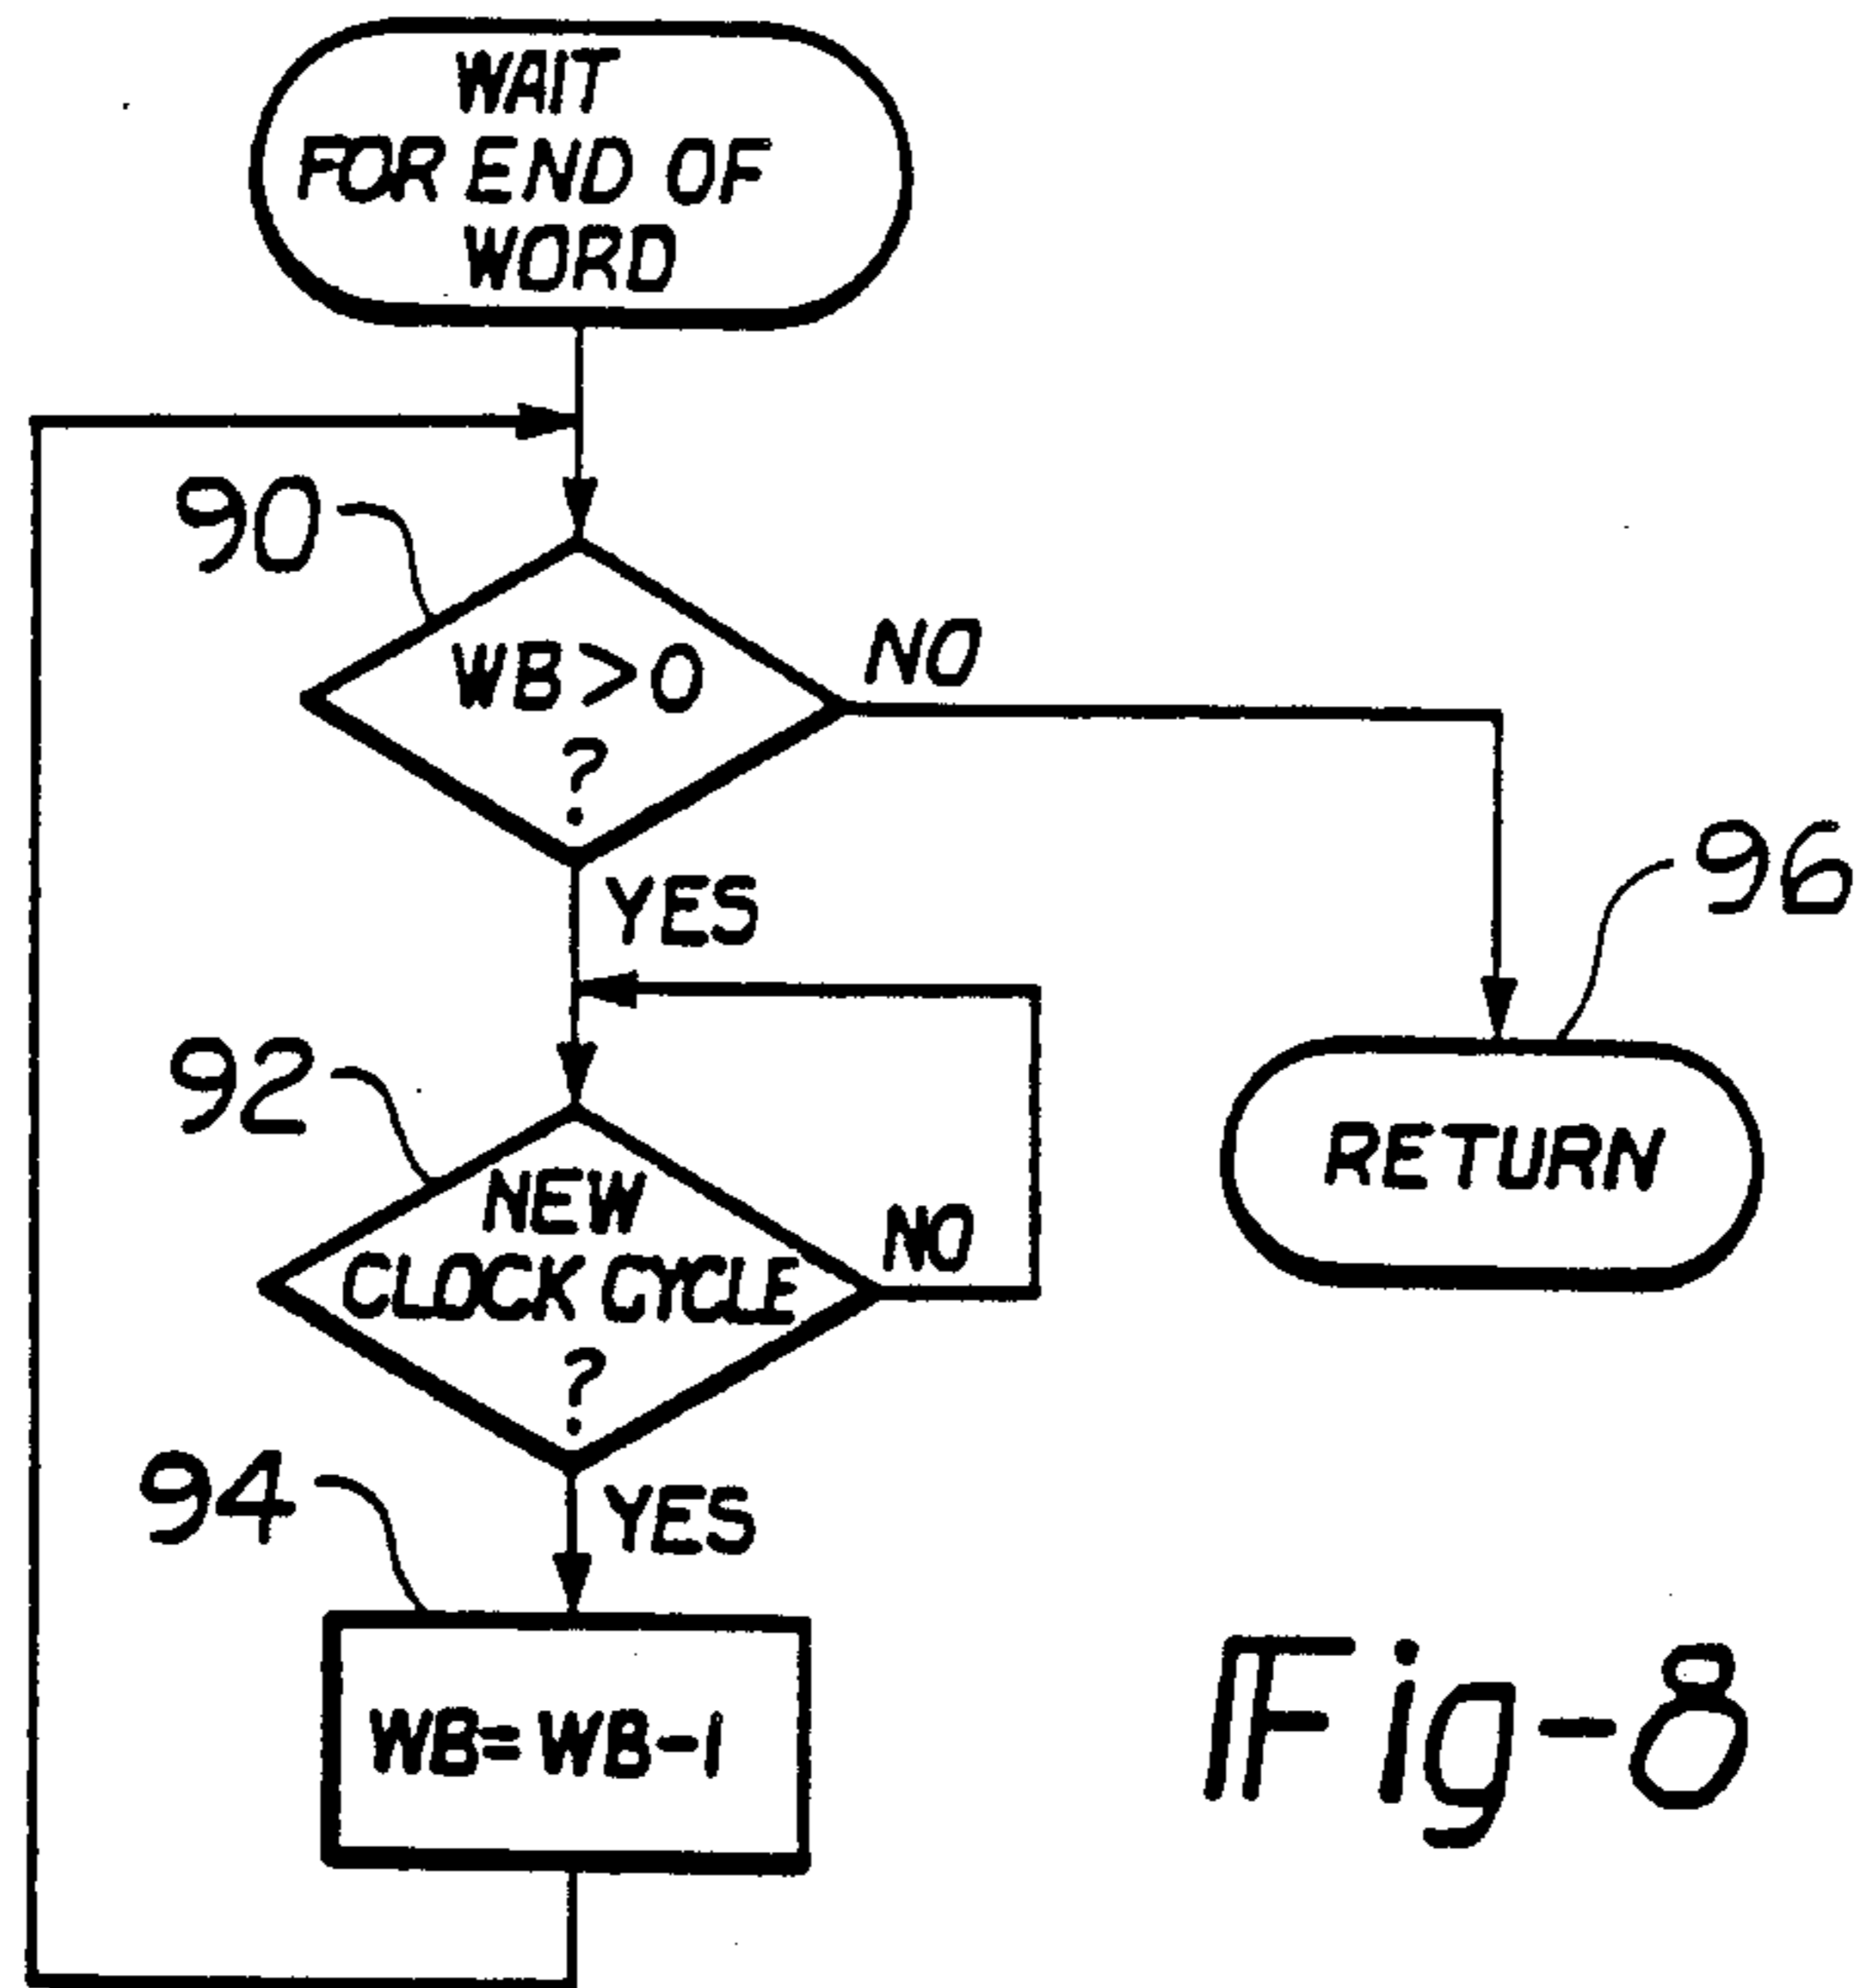 WAIT
FOR END OF
WORD
90
WB>0
?
NO
YES
96
92
NEW
CLOCK CYCLE
?
NO
RETURN
94
YES
WB=WB-1
Fig-8